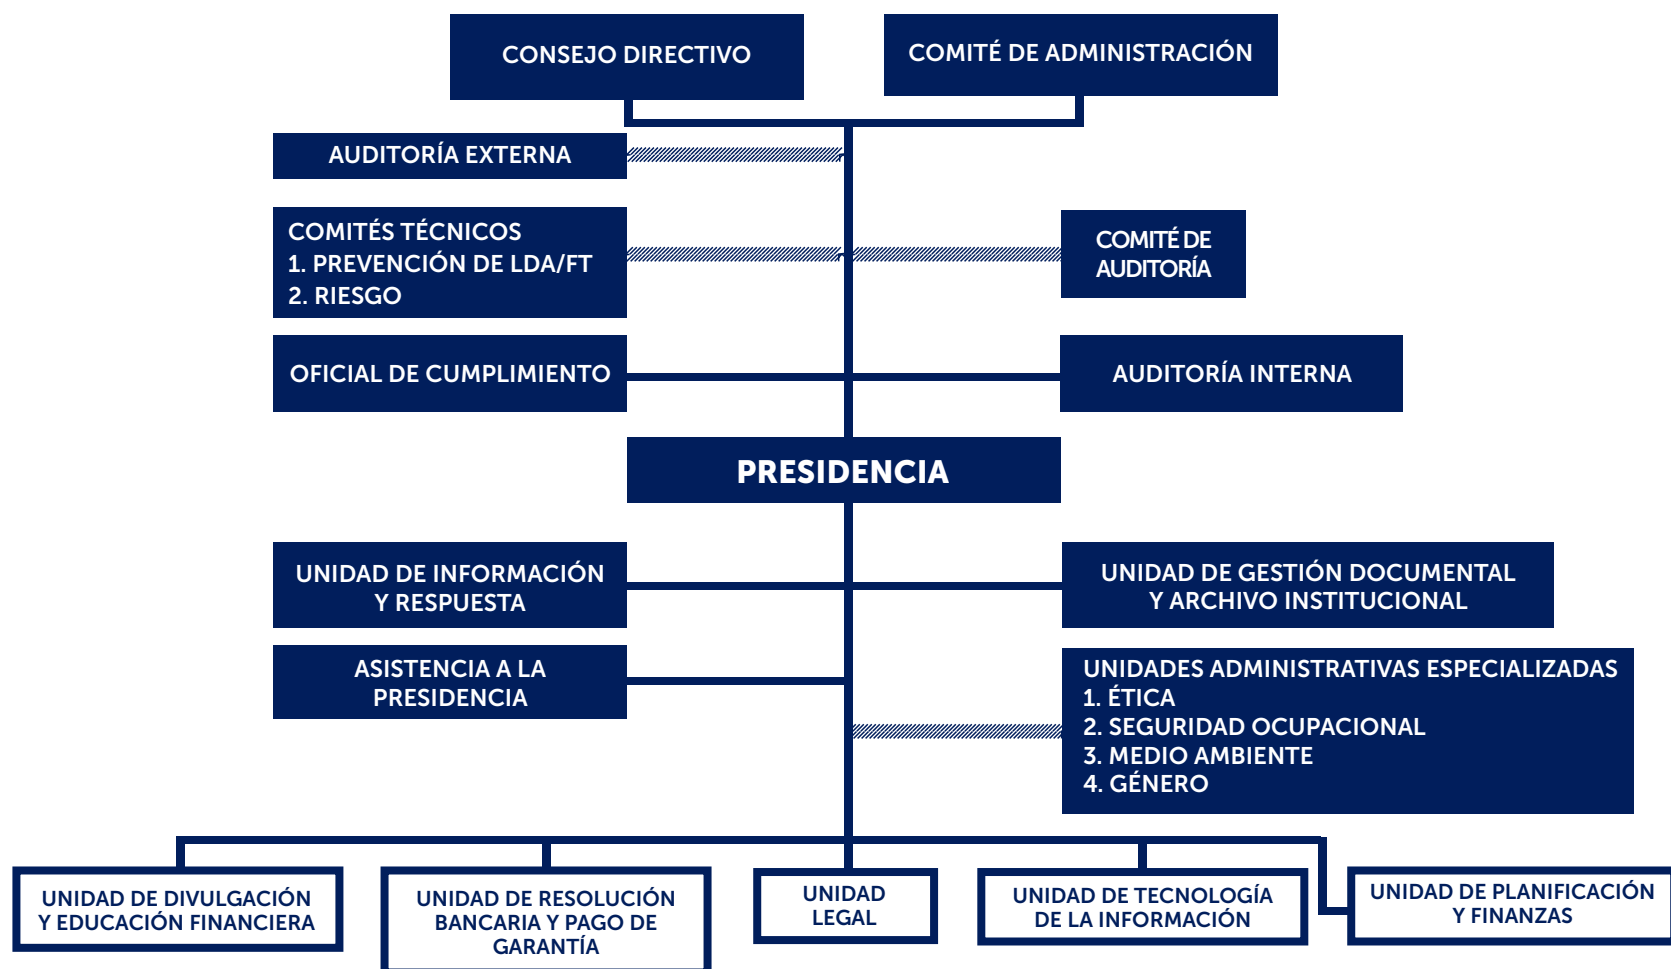 CONSEJO DIRECTIVO
COMITÉ DE ADMINISTRACIÓN
AUDITORÍA EXTERNA
COMITÉS TÉCNICOS
1. PREVENCIÓN DE LDA/FT
2. RIESGO
COMITÉ DE
AUDITORÍA
OFICIAL DE CUMPLIMIENTO
AUDITORÍA INTERNA
PRESIDENCIA
UNIDAD DE INFORMACIÓN
Y RESPUESTA
UNIDAD DE GESTIÓN DOCUMENTAL
Y ARCHIVO INSTITUCIONAL
ASISTENCIA A LA
PRESIDENCIA
UNIDADES ADMINISTRATIVAS ESPECIALIZADAS
1. ÉTICA
2. SEGURIDAD OCUPACIONAL
3. MEDIO AMBIENTE
4. GÉNERO
UNIDAD DE DIVULGACIÓN
Y EDUCACIÓN FINANCIERA
UNIDAD DE RESOLUCIÓN
BANCARIA Y PAGO DE
GARANTÍA
UNIDAD
LEGAL
UNIDAD DE TECNOLOGÍA
DE LA INFORMACIÓN
UNIDAD DE PLANIFICACIÓN
Y FINANZAS